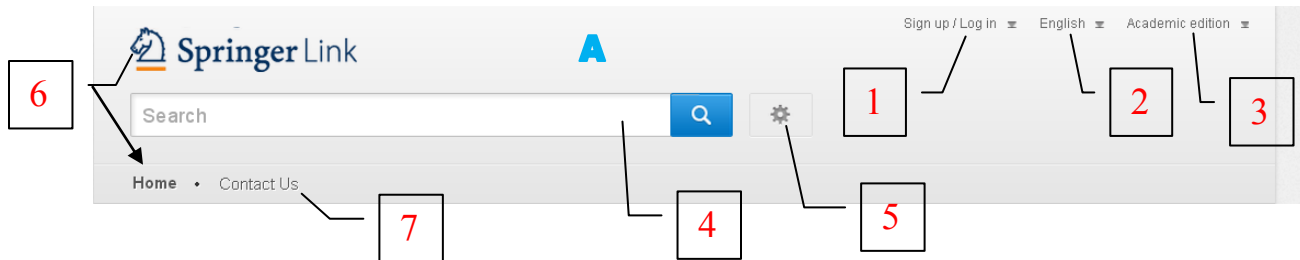 Sign up / Log in English Academic edition
Springer Link A
6
1 2 3
Search
Home • Contact Us
7 4 5